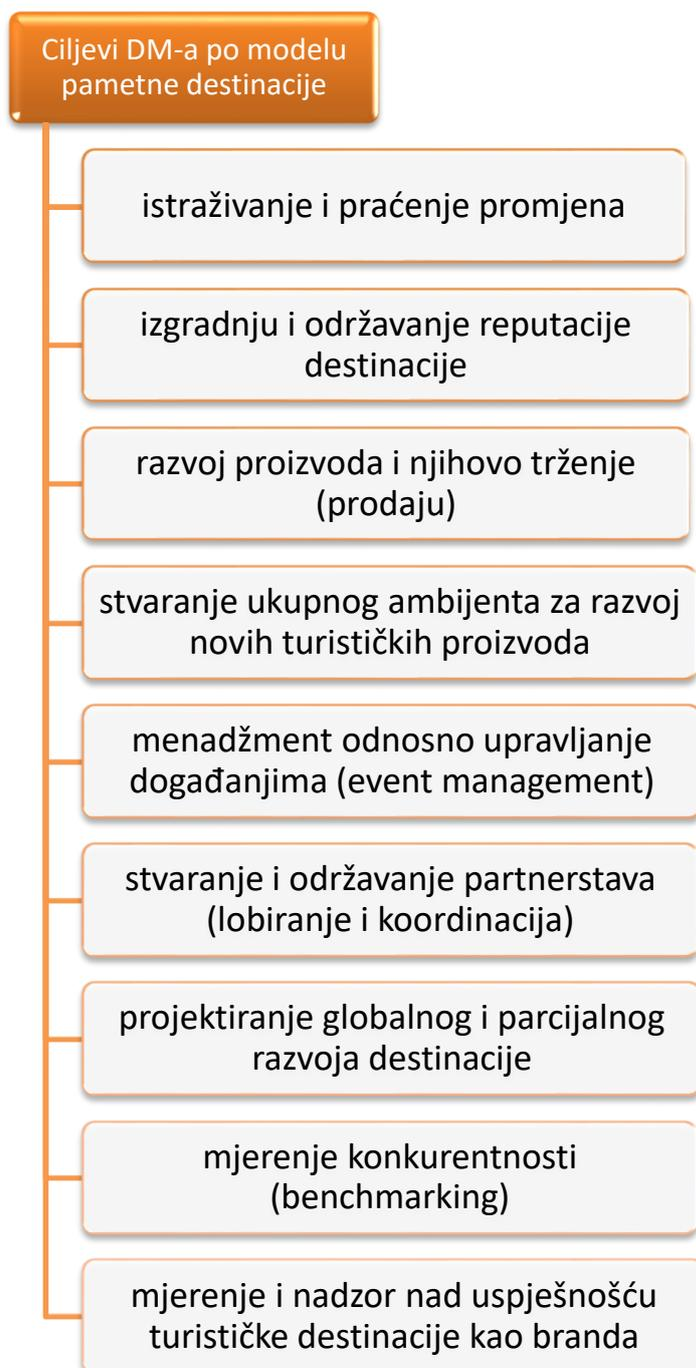 Ciljevi DM-a po modelu
pametne destinacije
istraživanje i praćenje promjena
izgradnju i održavanje reputacije
destinacije
razvoj proizvoda i njihovo trženje
(prodaju)
stvaranje ukupnog ambijenta za razvoj
novih turističkih proizvoda
menadžment odnosno upravljanje
događanjima (event management)
stvaranje i održavanje partnerstava
(lobiranje i koordinacija)
projektiranje globalnog i parcijalnog
razvoja destinacije
mjerenje konkurentnosti
(benchmarking)
mjerenje i nadzor nad uspješnošću
turističke destinacije kao branda